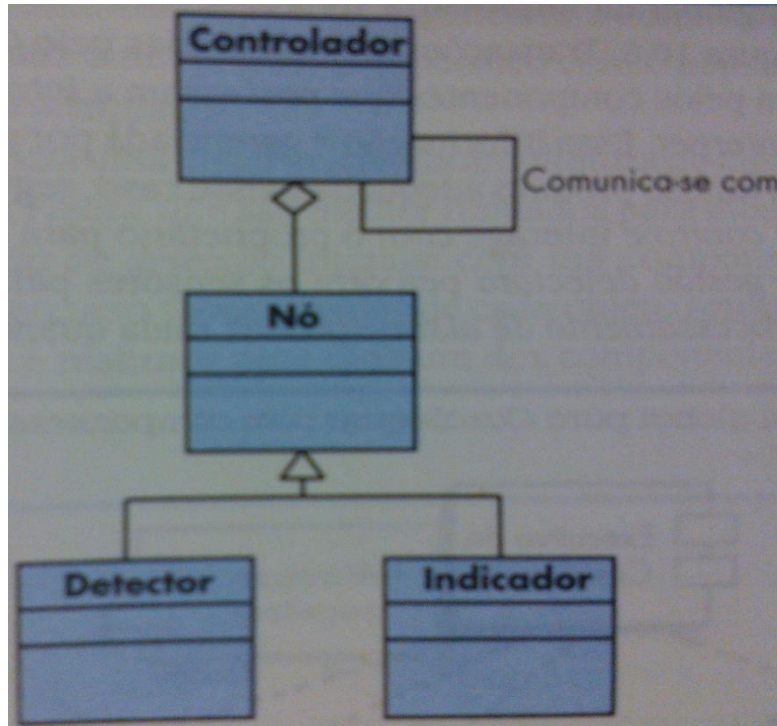 Controlador
Comunica-se com
Nó
Detector
Indicador